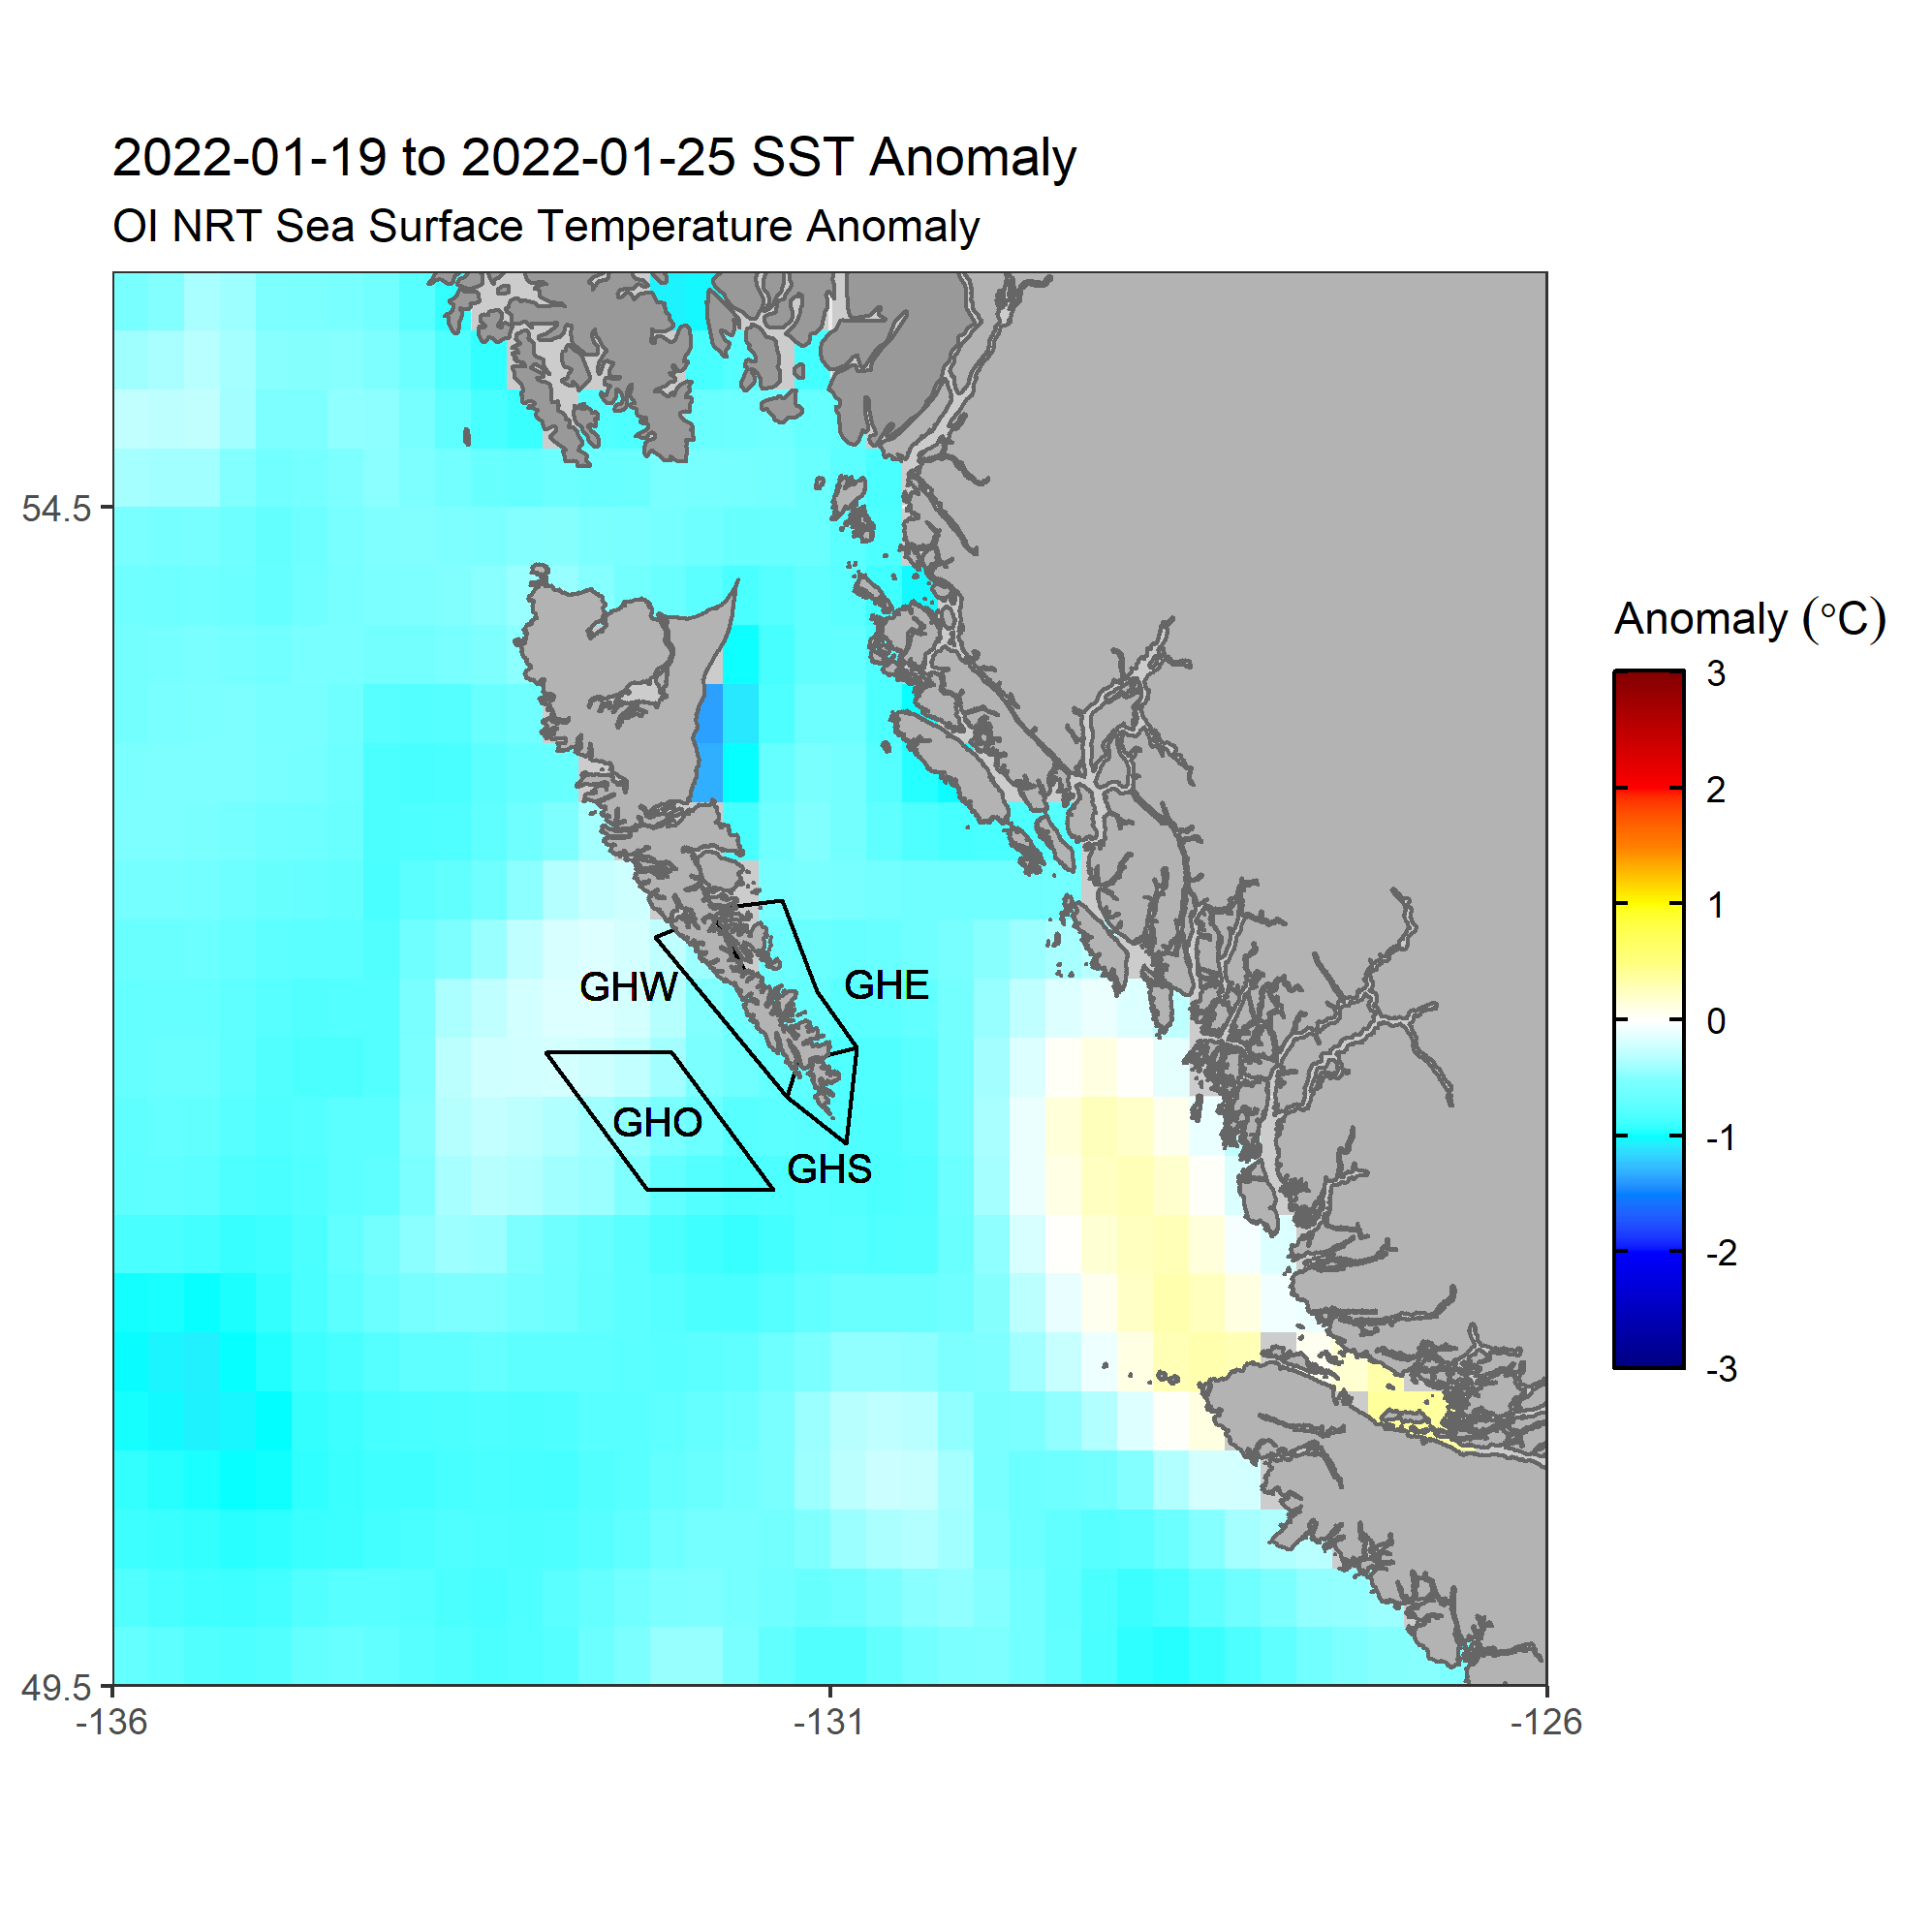 2022-01-19 to 2022-01-25 SST Anomaly
OI NRT Sea Surface Temperature Anomaly
54.5
49.5
-136
-131
-126
GHW
GHE
GHO
GHS
Anomaly (°C)
3
2
1
0
-1
-2
-3